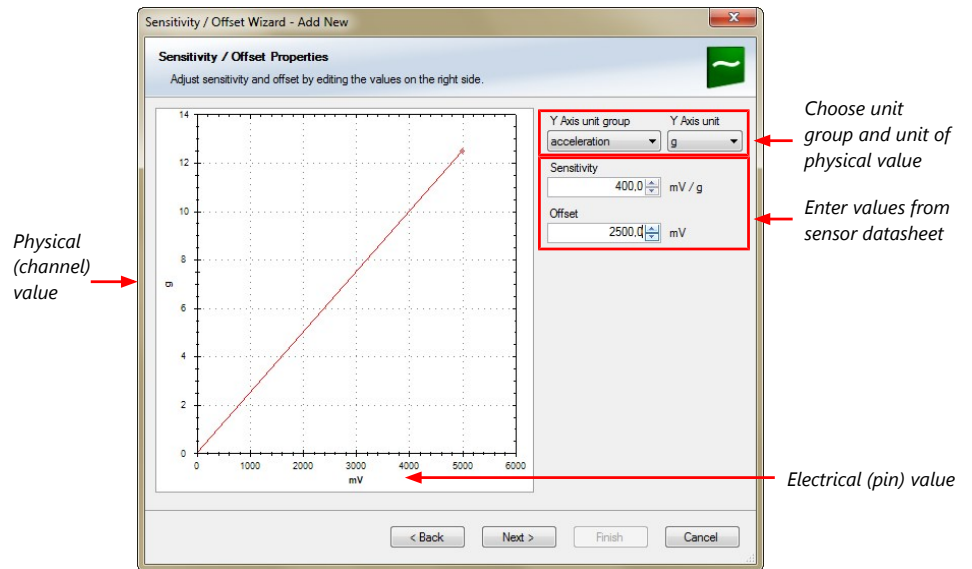 Sensitivity / Offset Wizard - Add New
Sensitivity / Offset Properties
Adjust sensitivity and offset by editing the values on the right side.
14
12
10
8
6
4
2
0
g
0 1000 2000 3000 4000 5000 6000
mV
Y Axis unit group Y Axis unit
acceleration g
Sensitivity
400,0 mV / g
Offset
2500,0 mV
Choose unit
group and unit of
physical value
Enter values from
sensor datasheet
Physical
(channel)
value
Electrical (pin) value
< Back Next > Finish Cancel